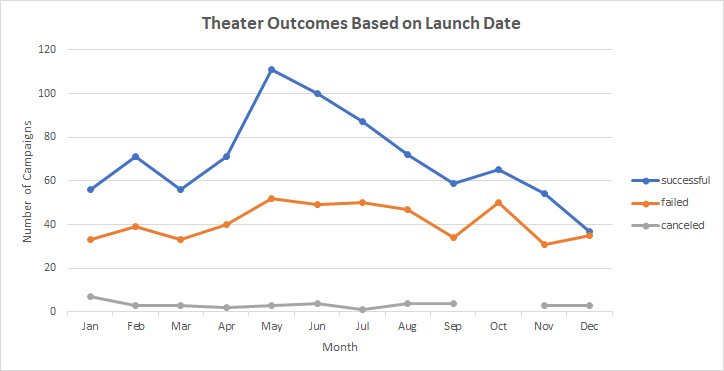 Theater Outcomes Based on Launch Date
120
100
80
60
40
20
0
Number of Campaigns
Jan Feb Mar Apr May Jun Jul Aug Sep Oct Nov Dec
Month
successful
failed
canceled